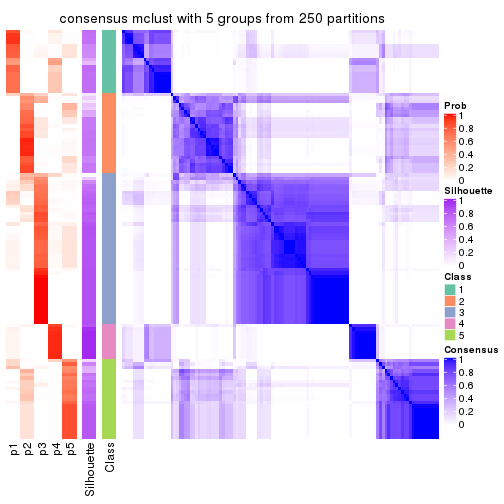 consensus mclust with 5 groups from 250 partitions
Prob
1
0.8
0.6
0.4
0.2
0
Silhouette
1
0.8
0.6
0.4
0.2
0
Class
1
2
3
4
5
Consensus
1
0.8
0.6
0.4
0.2
0
p1
p2
p3
p4
p5
Silhouette
Class